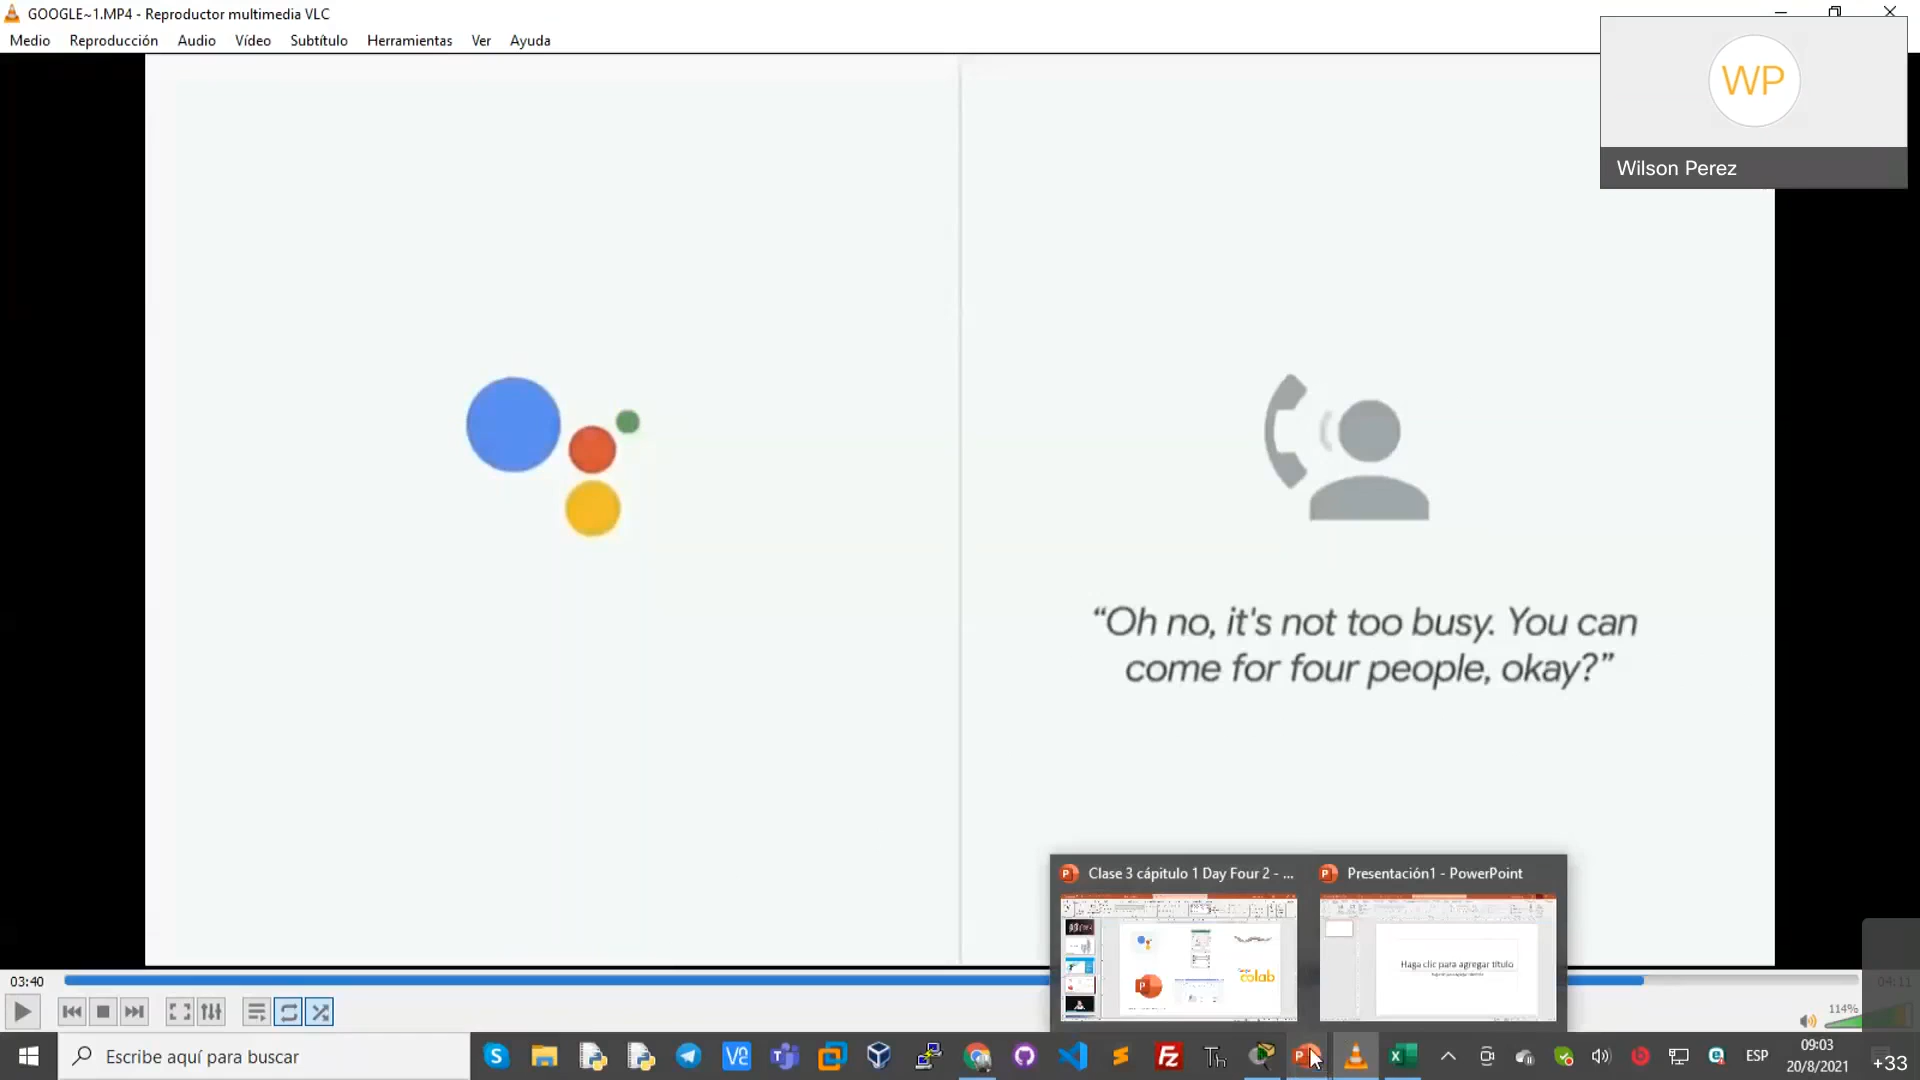 GOOGLE~1.MP4 - Reproductor multimedia VLC
Medio Reproducción Audio Vídeo Subtítulo Herramientas Ver Ayuda
WP
Wilson Perez
“Oh no, it's not too busy. You can
come for four people, okay?”
Clase 3 cápitulo 1 Day Four 2 - ...
Presentación1 - PowerPoint
Haga clic para agregar título
colab
03:40
04:11
114%
Escribe aquí para buscar
ESP
09:03
20/8/2021
+33